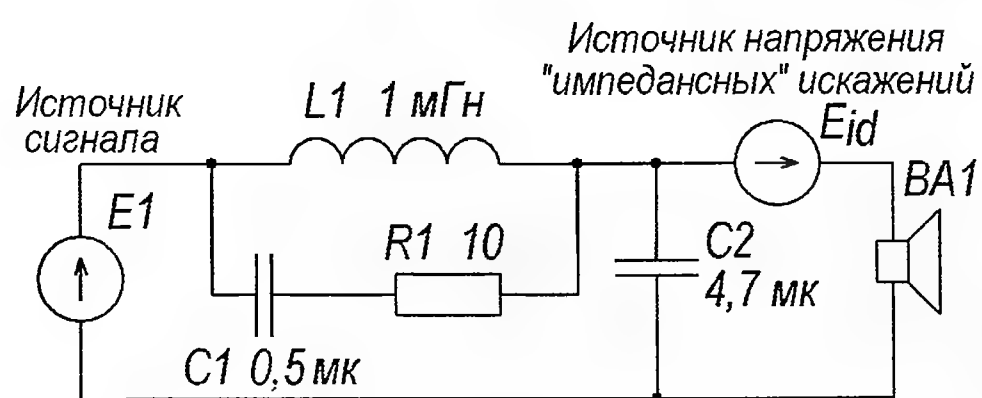 Источник напряжения
"импедансных" искажений
Источник
сигнала
L1 1 мГн
Eid
BA1
E1
R1 10
C2
4,7 мк
C1 0,5 мк